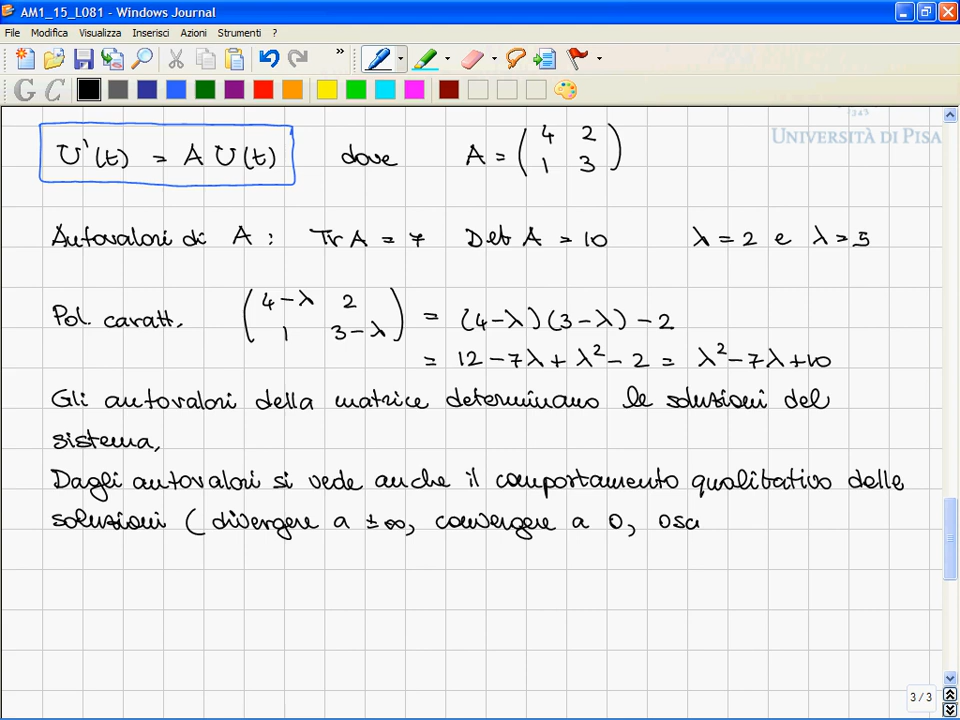 AM1_15_L081 - Windows Journal
File Modifica Visualizza Inserisci Azioni Strumenti ?
G C
1343
UNIVERSITÀ DI PISA
U'(t) = A U(t) dove A = (4 2
1 3)
Autovalori di A : Tr A = 7 Det A = 10 λ = 2 e λ = 5
Pol. caratt. (4-λ 2
1 3-λ) = (4-λ)(3-λ) - 2
= 12 - 7λ + λ² - 2 = λ² - 7λ + 10
Gli autovalori della matrice determinano le soluzioni del
sistema.
Dagli autovalori si vede anche il comportamento qualitativo delle
soluzioni ( divergere a ±∞, convergere a 0, osc
3 / 3